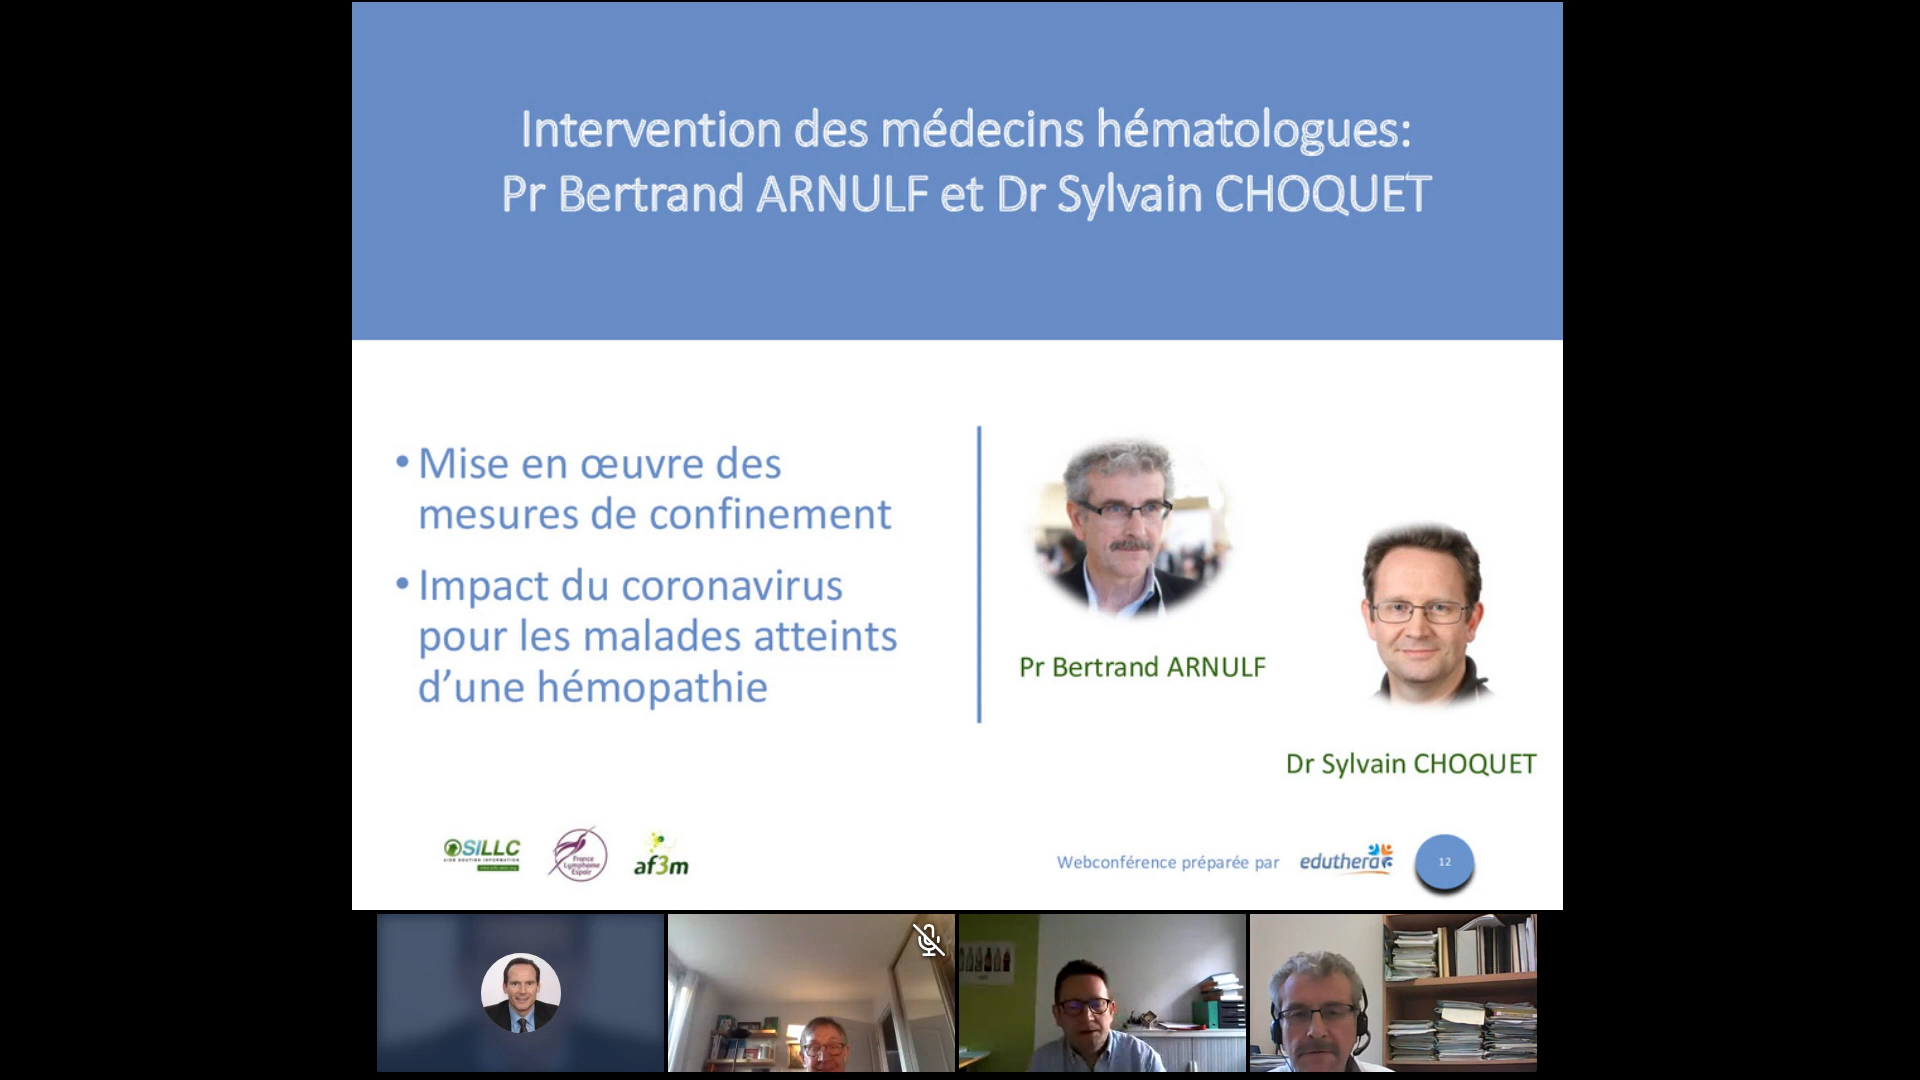 Intervention des médecins hématologues:
Pr Bertrand ARNULF et Dr Sylvain CHOQUET
• Mise en œuvre des
mesures de confinement
• Impact du coronavirus
pour les malades atteints
d’une hémopathie
Pr Bertrand ARNULF
Dr Sylvain CHOQUET
SILLC
France
Lymphome
Espoir
af3m
Webconférence préparée par
eduthera
12